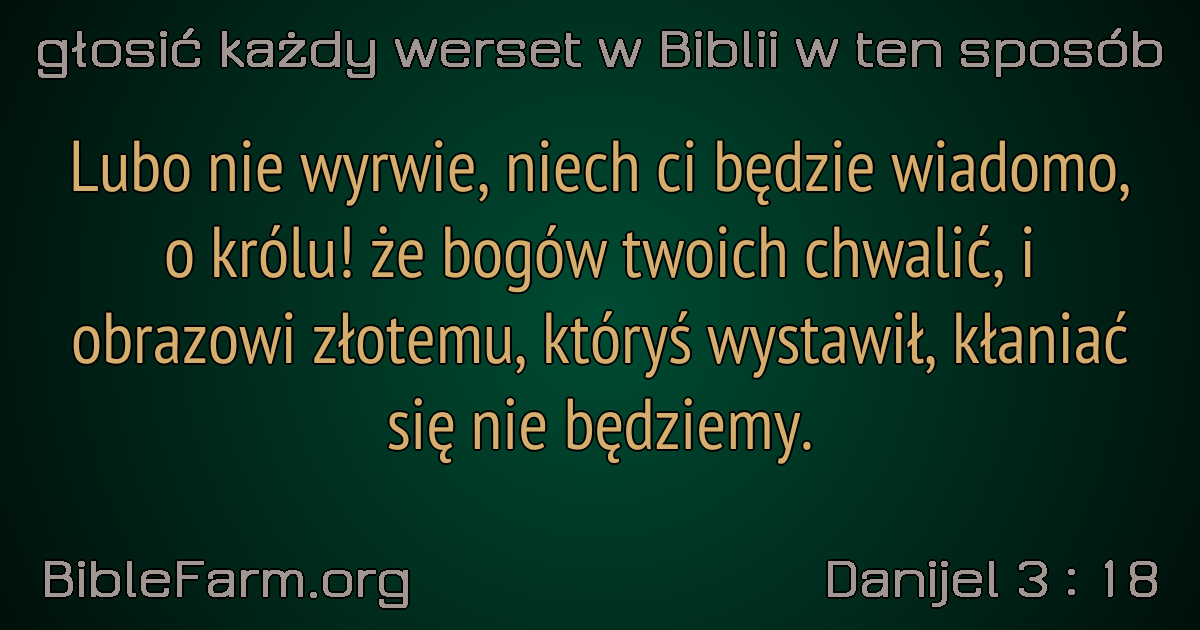 głosić każdy werset w Biblii w ten sposób
Lubo nie wyrwie, niech ci będzie wiadomo,
o królu! że bogów twoich chwalić, i
obrazowi złotemu, któryś wystawił, kłaniać
się nie będziemy.
BibleFarm.org
Danijel 3 : 18